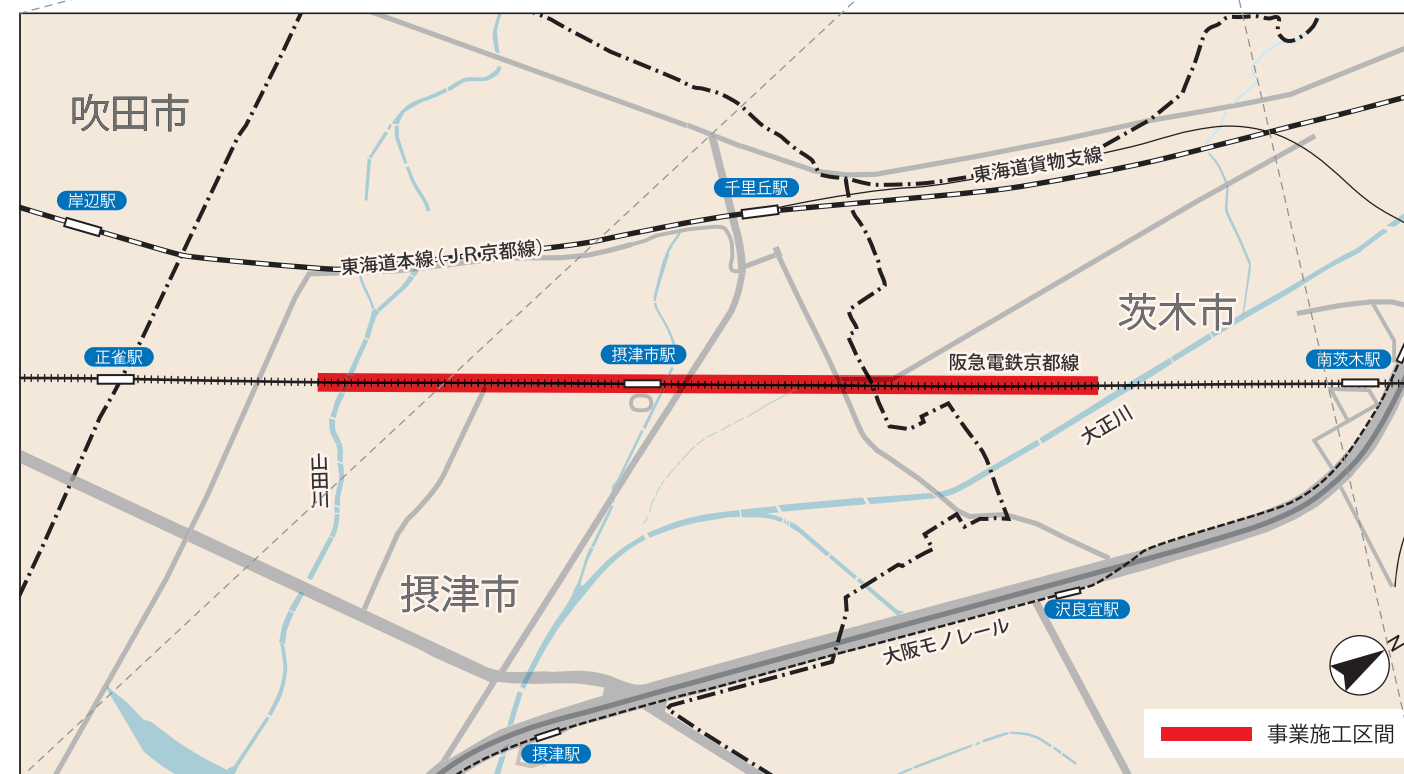 吹田市
岸辺駅
千里丘駅
東海道貨物支線
東海道本線(JR京都線)
茨木市
正雀駅
摂津市駅
阪急電鉄京都線
南茨木駅
大正川
山田川
摂津市
沢良宜駅
大阪モノレール
N
摂津駅
事業施工区間